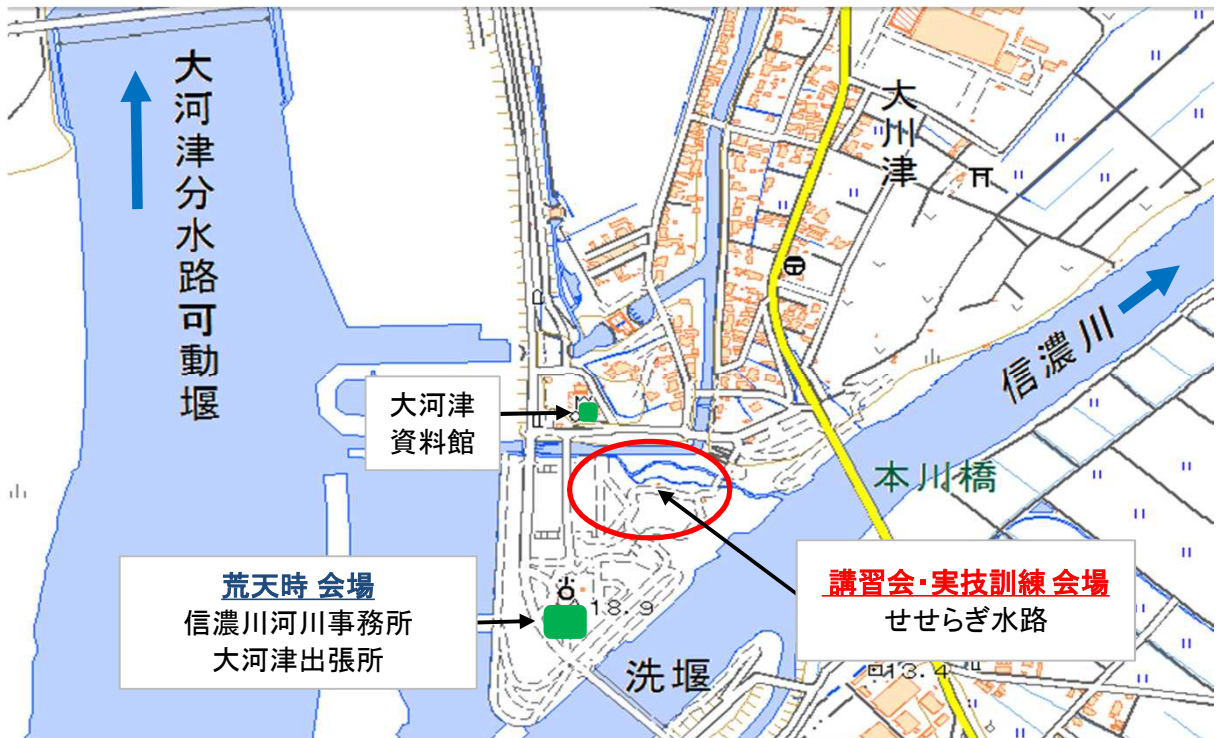 大河津分水路可動堰
大川津
信濃川
大河津
資料館
本川橋
荒天時 会場
信濃川河川事務所
大河津出張所
18.9
講習会・実技訓練 会場
せせらぎ水路
洗堰
13.4